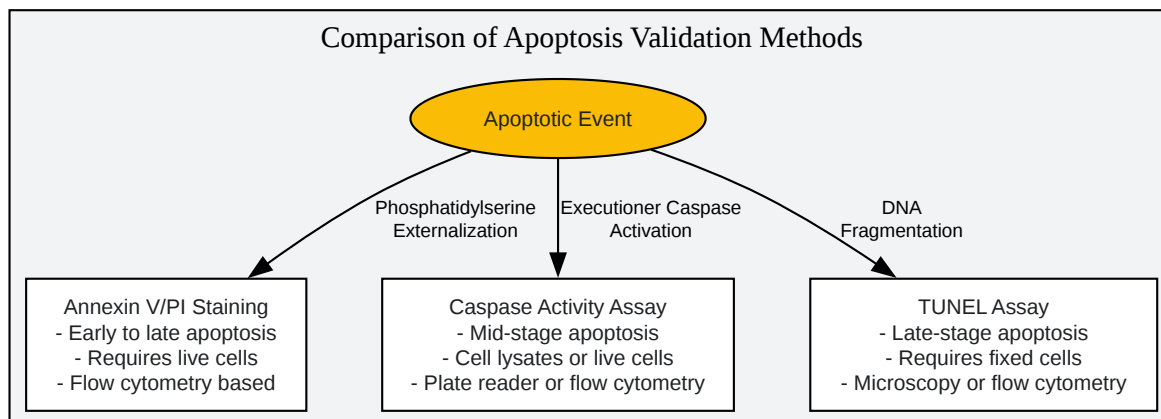 Comparison of Apoptosis Validation Methods
Apoptotic Event
Phosphatidylserine
Externalization
Executioner Caspase
Activation
DNA
Fragmentation
Annexin V/PI Staining
- Early to late apoptosis
- Requires live cells
- Flow cytometry based
Caspase Activity Assay
- Mid-stage apoptosis
- Cell lysates or live cells
- Plate reader or flow cytometry
TUNEL Assay
- Late-stage apoptosis
- Requires fixed cells
- Microscopy or flow cytometry